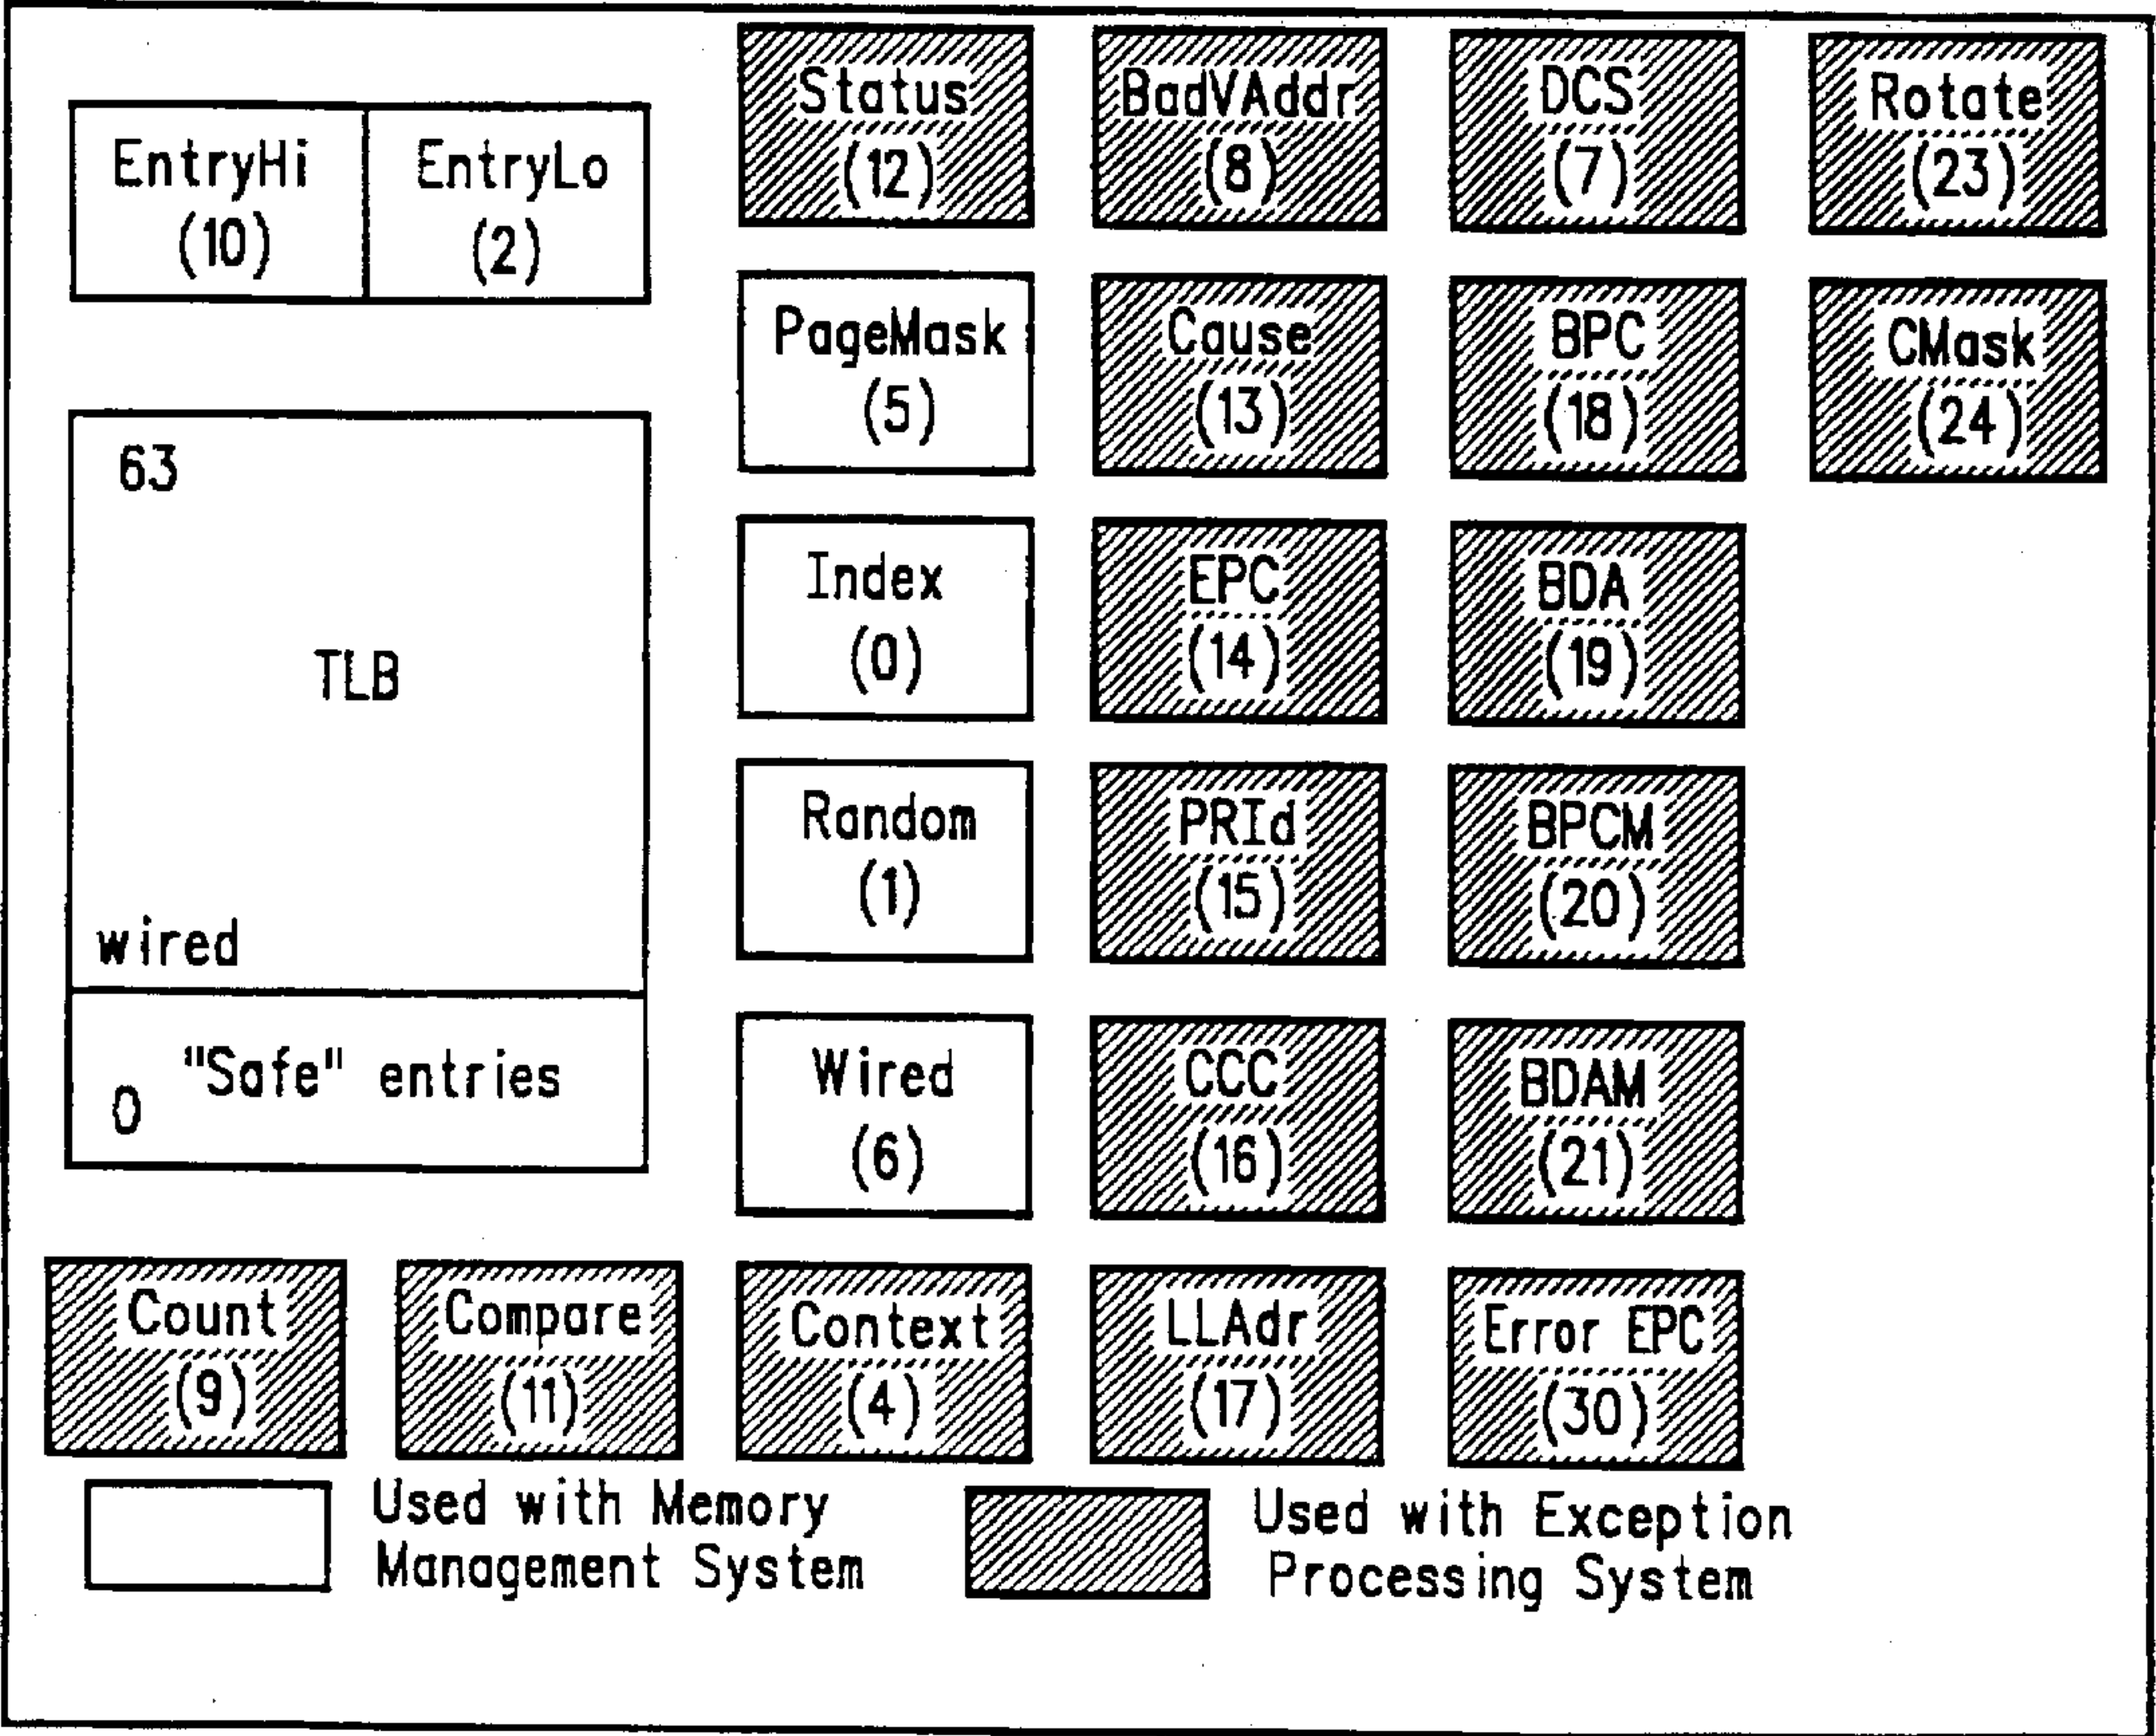 EntryHi
(10)
EntryLo
(2)
63
TLB
wired
"Safe" entries
0
Status
(12)
BadVAddr
(8)
DCS
(7)
Rotate
(23)
PageMask
(5)
Cause
(13)
BPC
(18)
CMask
(24)
Index
(0)
EPC
(14)
BDA
(19)
Random
(1)
PRId
(15)
BPCM
(20)
Wired
(6)
CCC
(16)
BDAM
(21)
Count
(9)
Compare
(11)
Context
(4)
LLAdr
(17)
Error EPC
(30)
Used with Memory
Management System
Used with Exception
Processing System